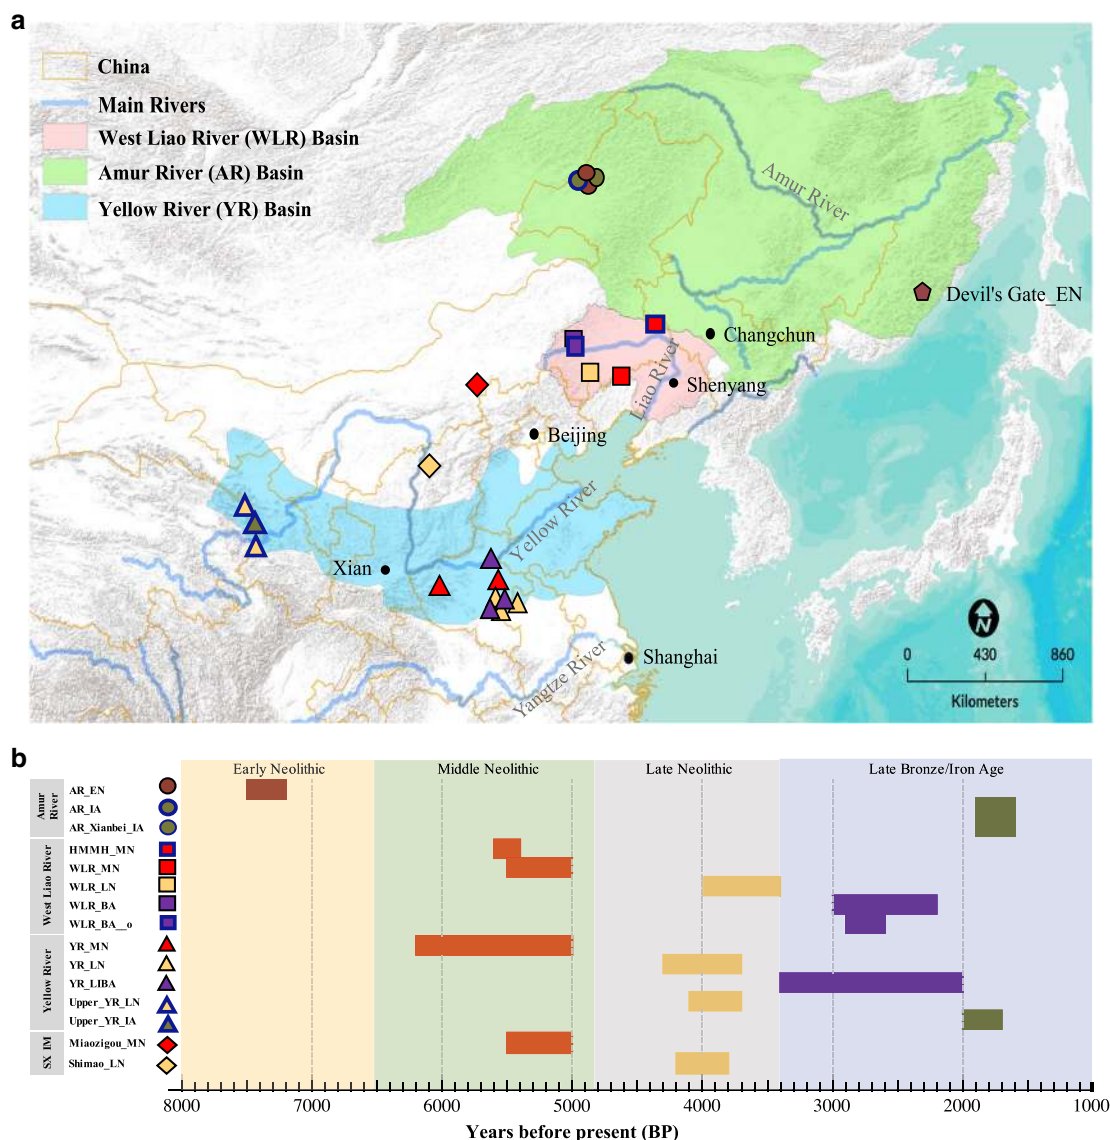 a
China
Main Rivers
West Liao River (WLR) Basin
Amur River (AR) Basin
Yellow River (YR) Basin
Amur River
Devil's Gate_EN
Changchun
Liao River
Shenyang
Beijing
Yellow River
Xian
Shanghai
Yangtze River
N
0 430 860
Kilometers
b
Early Neolithic Middle Neolithic Late Neolithic Late Bronze/Iron Age
Amur
River
AR_EN
AR_IA
AR_Xianbei_IA
West Liao River
HMMH_MN
WLR_MN
WLR_LN
WLR_BA
WLR_BA__o
Yellow River
YR_MN
YR_LN
YR_LIBA
Upper_YR_LN
Upper_YR_IA
SX IM
Miaozigou_MN
Shimao_LN
8000 7000 6000 5000 4000 3000 2000 1000
Years before present (BP)